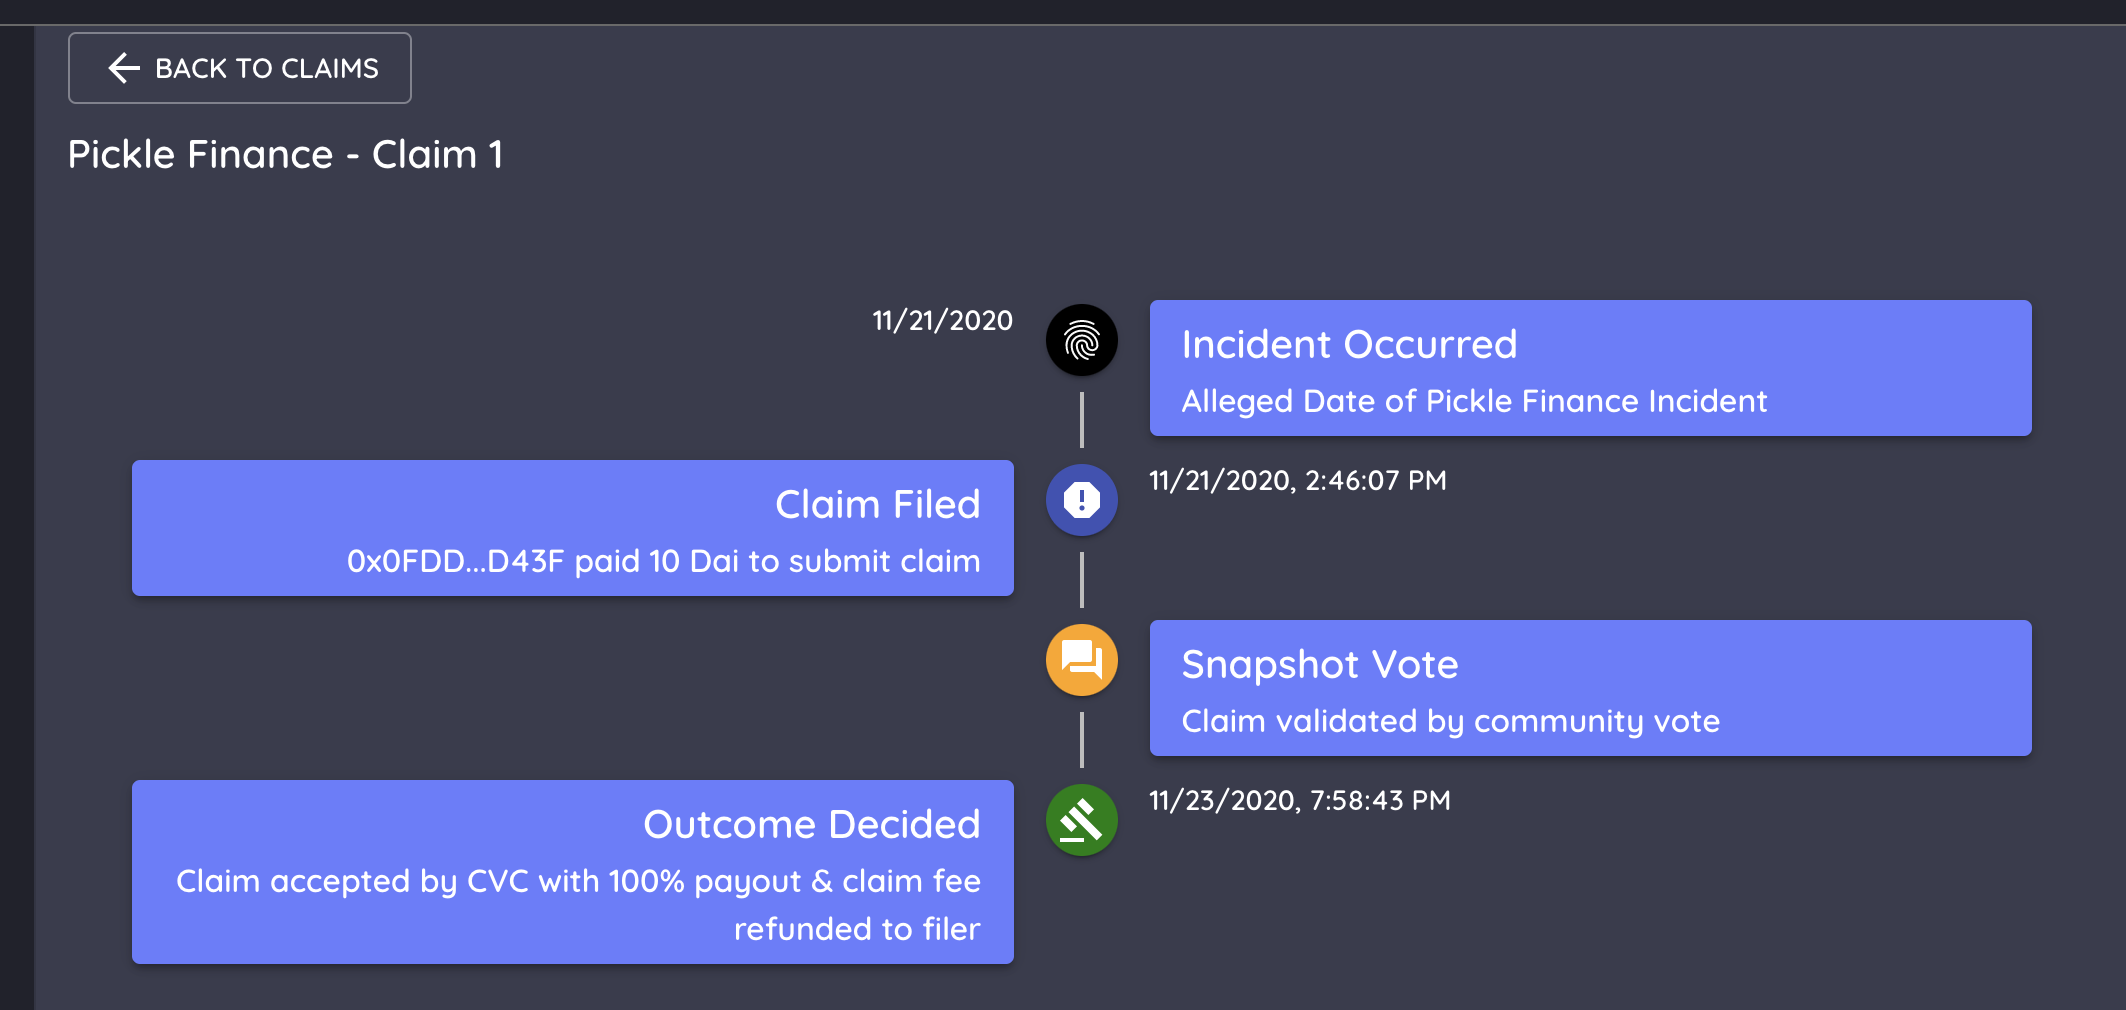 BACK TO CLAIMS
Pickle Finance - Claim 1
11/21/2020
Incident Occurred
Alleged Date of Pickle Finance Incident
Claim Filed
0x0FDD...D43F paid 10 Dai to submit claim
11/21/2020, 2:46:07 PM
Snapshot Vote
Claim validated by community vote
Outcome Decided
Claim accepted by CVC with 100% payout & claim fee
refunded to filer
11/23/2020, 7:58:43 PM